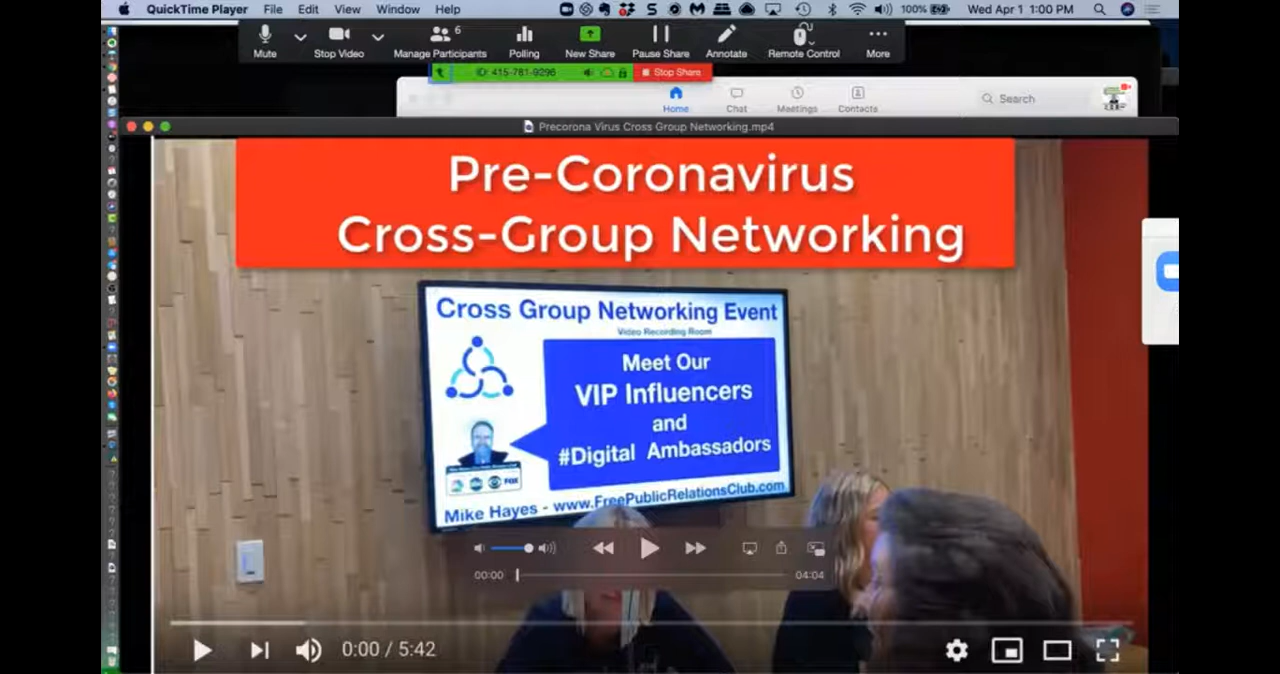 QuickTime Player File Edit View Window Help 100% Wed Apr 1 1:00 PM
6
Mute Stop Video Manage Participants Polling New Share Pause Share Annotate Remote Control More
ID: 415-781-9296 Stop Share
Home Chat Meetings Contacts Search
Precorona Virus Cross Group Networking.mp4
Pre-Coronavirus
Cross-Group Networking
Cross Group Networking Event
Video Recording Room
Meet Our
VIP Influencers
and
#Digital Ambassadors
FOX
Mike Hayes - www.FreePublicRelationsClub.com
00:00 04:04
0:00 / 5:42